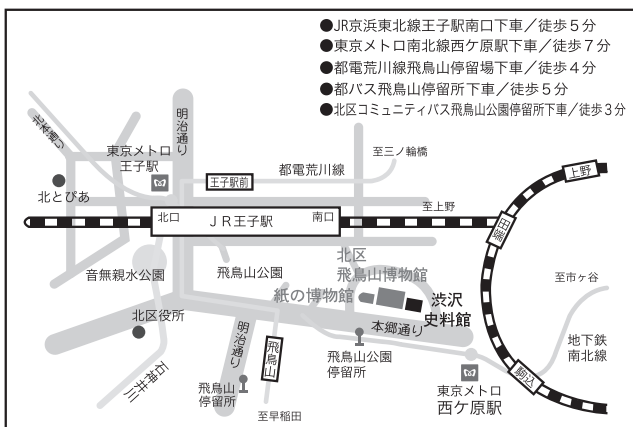 ●JR京浜東北線王子駅南口下車／徒歩５分
●東京メトロ南北線西ケ原駅下車／徒歩７分
●都電荒川線飛鳥山停留場下車／徒歩４分
●都バス飛鳥山停留所下車／徒歩５分
●北区コミュニティバス飛鳥山公園停留所下車／徒歩３分
北本通り
明治通り
東京メトロ
王子駅
王子駅前
都電荒川線
至三ノ輪橋
上野
北とぴあ
至上野
北口
ＪＲ王子駅
南口
田端
音無親水公園
飛鳥山公園
北区
飛鳥山博物館
紙の博物館
渋沢
史料館
至市ヶ谷
北区役所
明治通り
本郷通り
地下鉄
南北線
石神井川
飛鳥山
飛鳥山公園
停留所
駒込
飛鳥山
停留所
東京メトロ
西ケ原駅
至早稲田